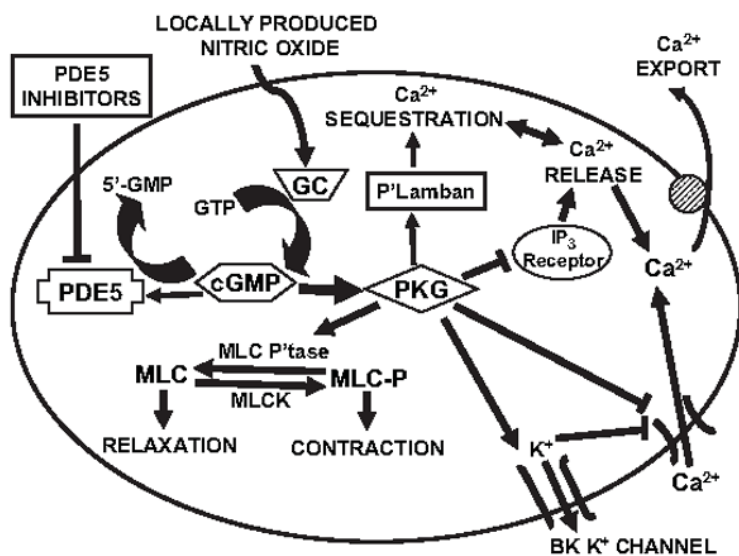 LOCALLY PRODUCED
NITRIC OXIDE
Ca²⁺
EXPORT
PDE5
INHIBITORS
Ca²⁺
SEQUESTRATION
Ca²⁺
RELEASE
GC
5'-GMP
GTP
P'Lamban
IP₃
Receptor
Ca²⁺
PDE5
cGMP
PKG
MLC P'tase
MLC
MLC-P
MLCK
RELAXATION
CONTRACTION
K⁺
Ca²⁺
BK K⁺ CHANNEL